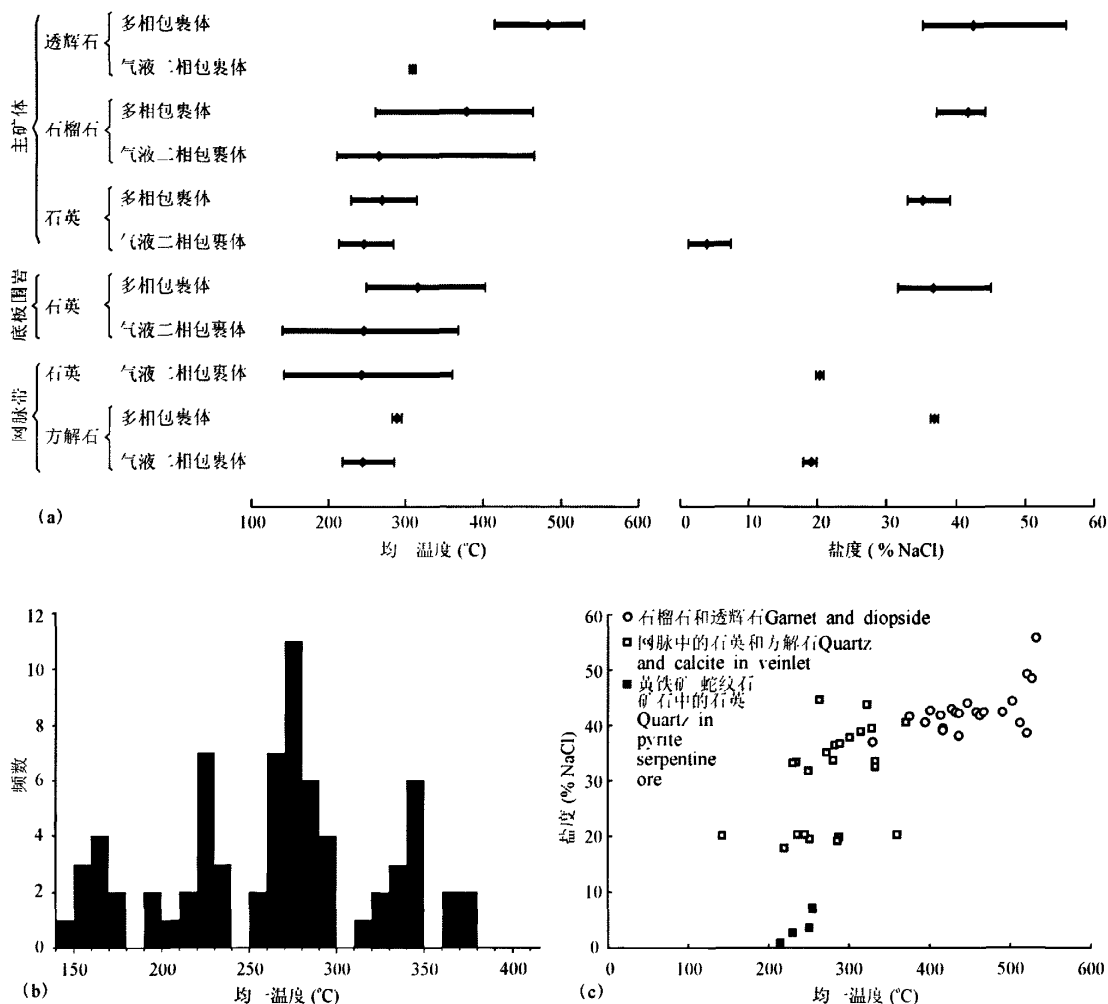 主矿体
透辉石
多相包裹体
气液二相包裹体
石榴石
多相包裹体
气液二相包裹体
石英
多相包裹体
气液二相包裹体
底板围岩
石英
多相包裹体
气液二相包裹体
网脉带
石英
气液二相包裹体
方解石
多相包裹体
气液二相包裹体
(a)
100 200 300 400 500 600
均一温度 (℃)
0 20 30 40 60
盐度 (% NaCl)
12
10
8
6
4
2
0
频数
150 200 250 300 350 400
均一温度 (℃)
(b)
60
50
40
30
20
10
0
盐度 (% NaCl)
石榴石和透辉石Garnet and diopside
网脉中的石英和方解石Quartz
and calcite in veinlet
黄铁矿 蛇纹石
矿石中的石英
Quartz in
pyrite
serpentine
ore
100 200 300 400 500 600
均一温度 (℃)
(c)